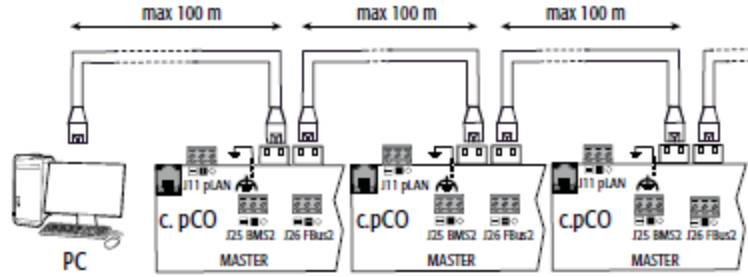 max 100 m max 100 m max 100 m
J11 pLAN J11 pLAN J11 pLAN
c. pCO c.pCO c.pCO
J25 BMS2 J26 FBus2 J25 BMS2 J26 FBus2 J25 BMS2 J26 FBus2
PC MASTER MASTER MASTER